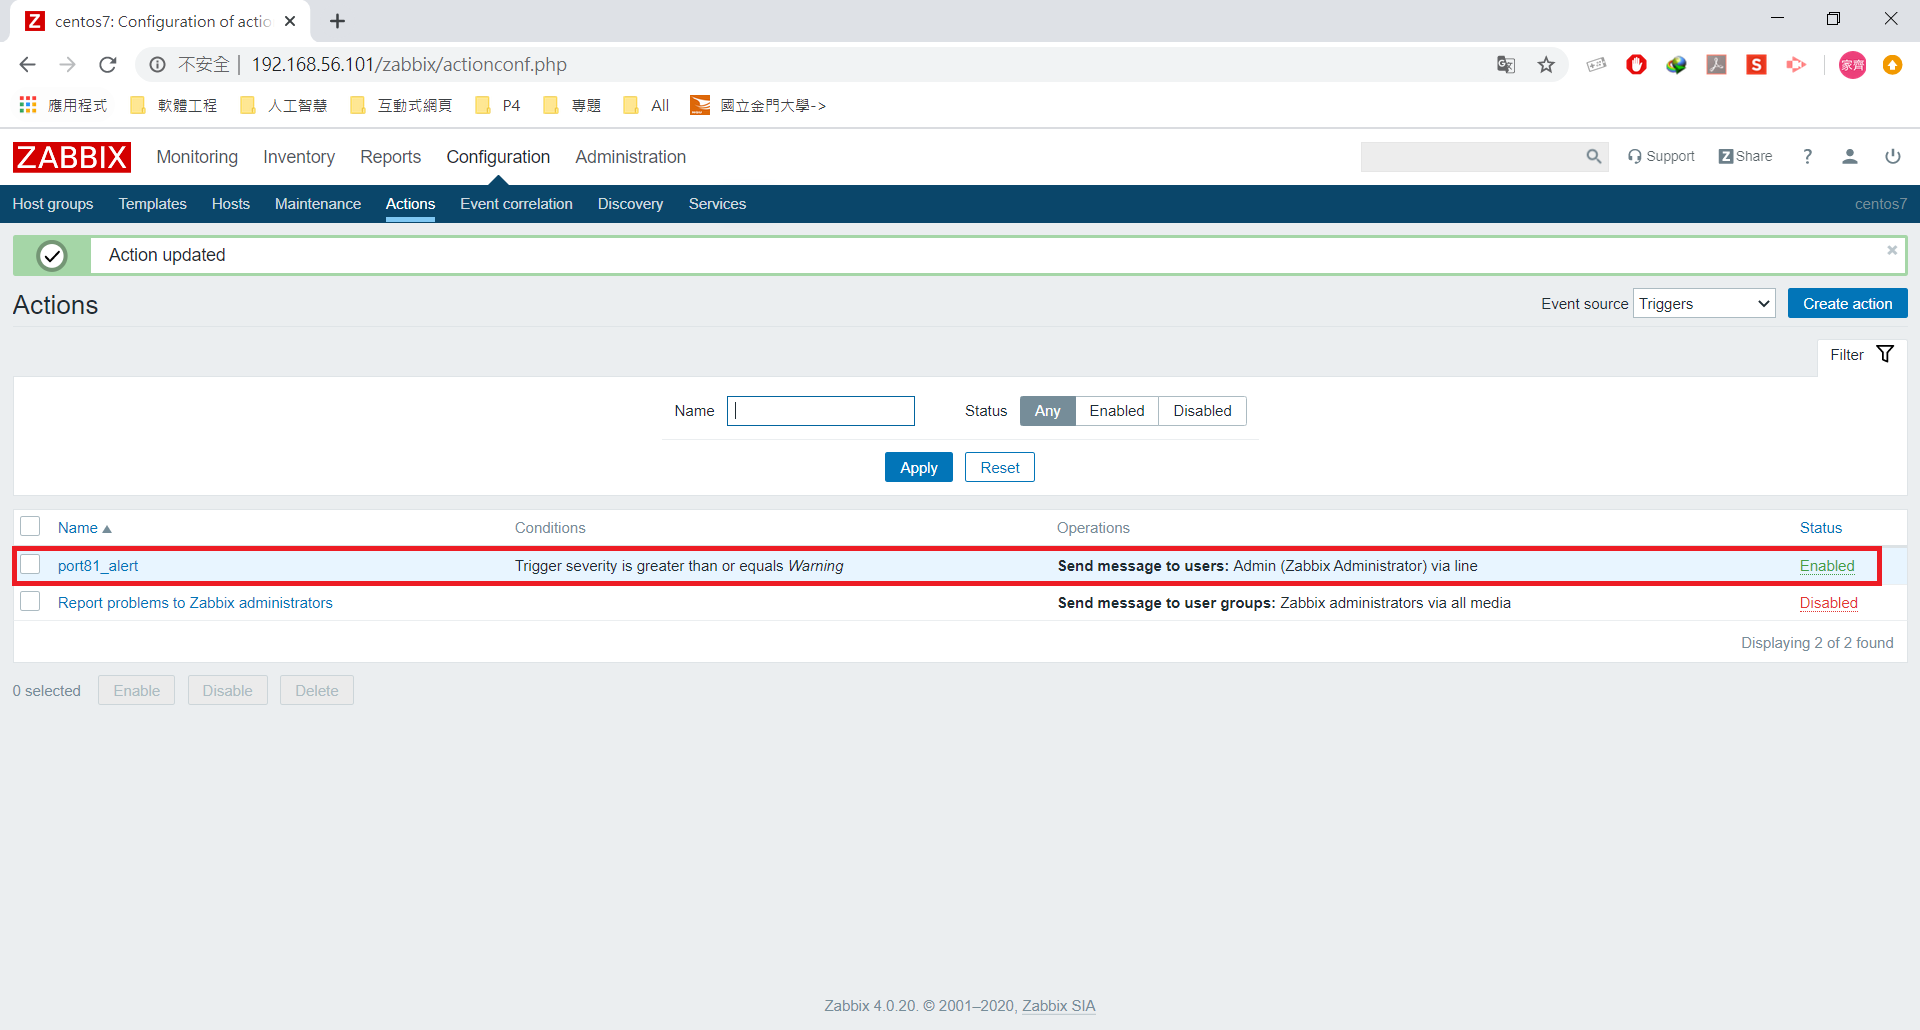 centos7: Configuration of actio
不安全 | 192.168.56.101/zabbix/actionconf.php
家齊
應用程式 軟體工程 人工智慧 互動式網頁 P4 專題 All 國立金門大學->
ZABBIX Monitoring Inventory Reports Configuration Administration Support Z Share ?
Host groups Templates Hosts Maintenance Actions Event correlation Discovery Services centos7
Action updated
Actions Event source Triggers Create action
Filter
Name Status Any Enabled Disabled
Apply Reset
Name Conditions Operations Status
port81_alert Trigger severity is greater than or equals Warning Send message to users: Admin (Zabbix Administrator) via line Enabled
Report problems to Zabbix administrators Send message to user groups: Zabbix administrators via all media Disabled
Displaying 2 of 2 found
0 selected Enable Disable Delete
Zabbix 4.0.20. © 2001–2020, Zabbix SIA